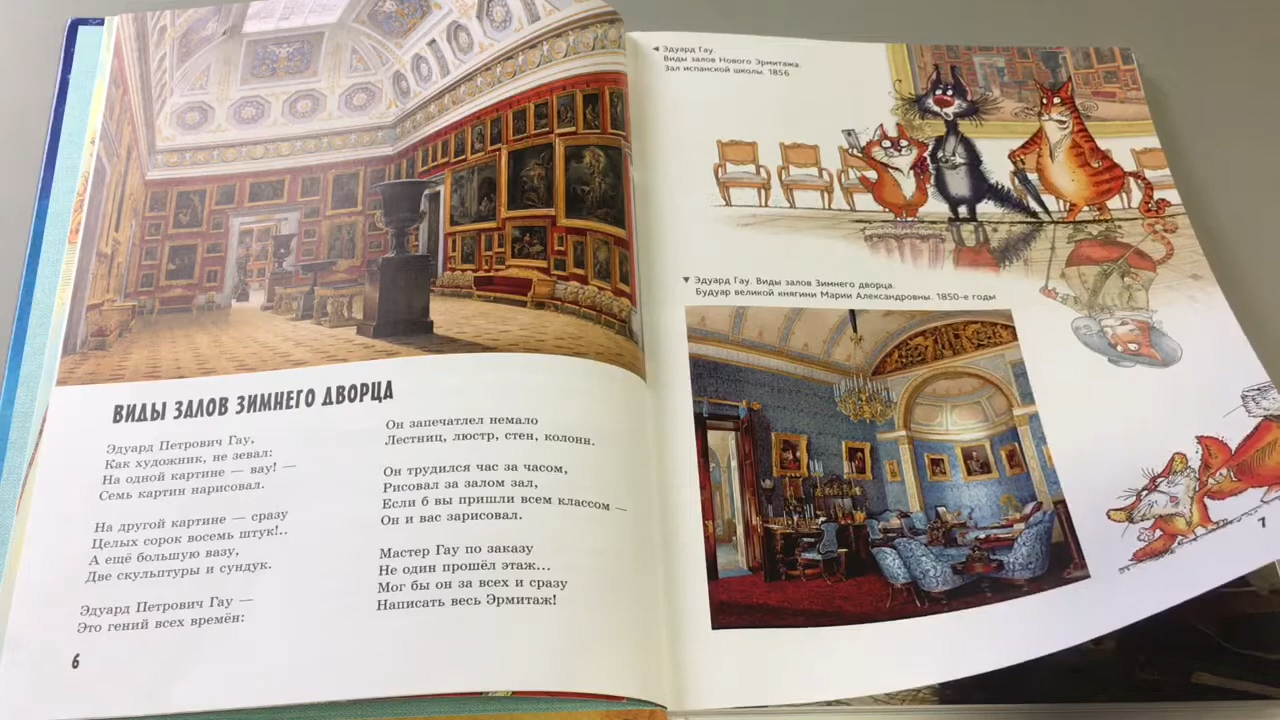 ВИДЫ ЗАЛОВ ЗИМНЕГО ДВОРЦА
Эдуард Петрович Гау,
Как художник, не зевал:
На одной картине — вау! —
Семь картин нарисовал.
На другой картине — сразу
Целых сорок восемь штук!..
А ещё большую вазу,
Две скульптуры и сундук.
Эдуард Петрович Гау —
Это гений всех времён:
Он запечатлел немало
Лестниц, люстр, стен, колонн.
Он трудился час за часом,
Рисовал за залом зал,
Если б вы пришли всем классом —
Он и вас зарисовал.
Мастер Гау по заказу
Не один прошёл этаж...
Мог бы он за всех и сразу
Написать весь Эрмитаж!
6
◀ Эдуард Гау.
Виды залов Нового Эрмитажа.
Зал испанской школы. 1856
▼ Эдуард Гау. Виды залов Зимнего дворца.
Будуар великой княгини Марии Александровны. 1850-е годы
7